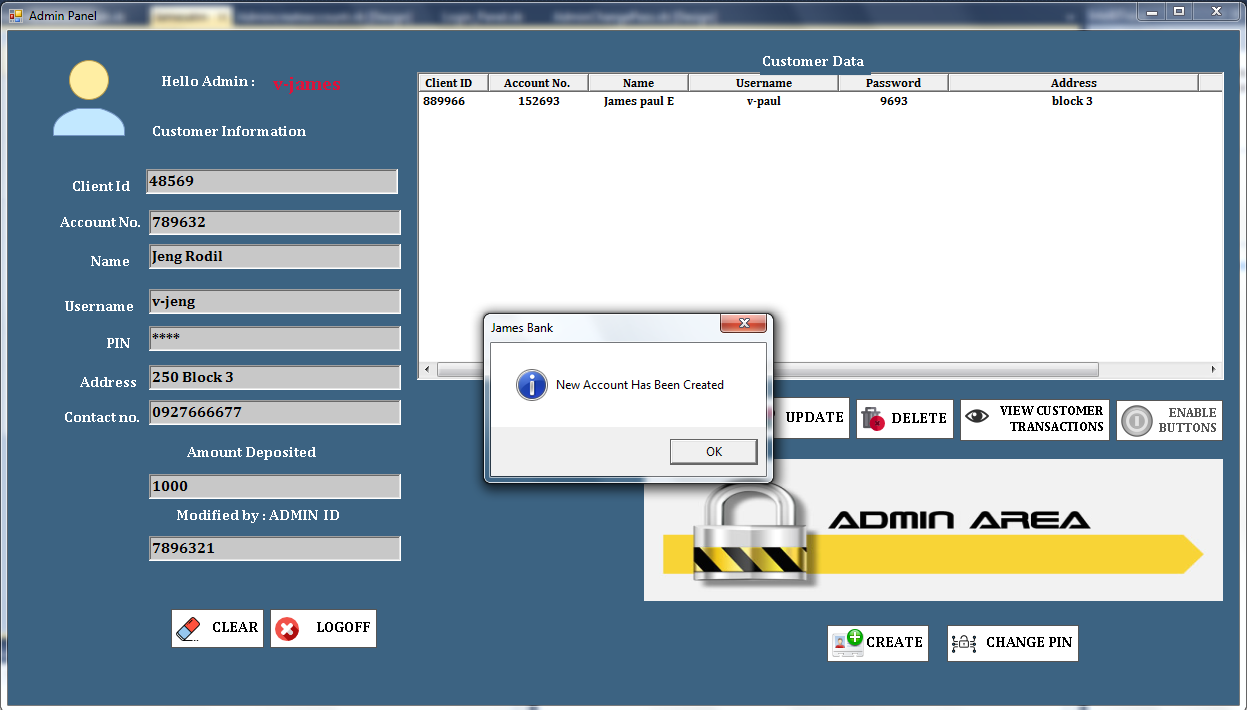 Admin Panel
Hello Admin :
v-james
Customer Information
Client Id
48569
Account No.
789632
Name
Jeng Rodil
Username
v-jeng
PIN
****
Address
250 Block 3
Contact no.
0927666677
Amount Deposited
1000
Modified by : ADMIN ID
7896321
CLEAR
LOGOFF
Customer Data
Client ID Account No. Name Username Password Address
889966 152693 James paul E v-paul 9693 block 3
James Bank
New Account Has Been Created
OK
UPDATE
DELETE
VIEW CUSTOMER
TRANSACTIONS
ENABLE
BUTTONS
ADMIN AREA
CREATE
CHANGE PIN